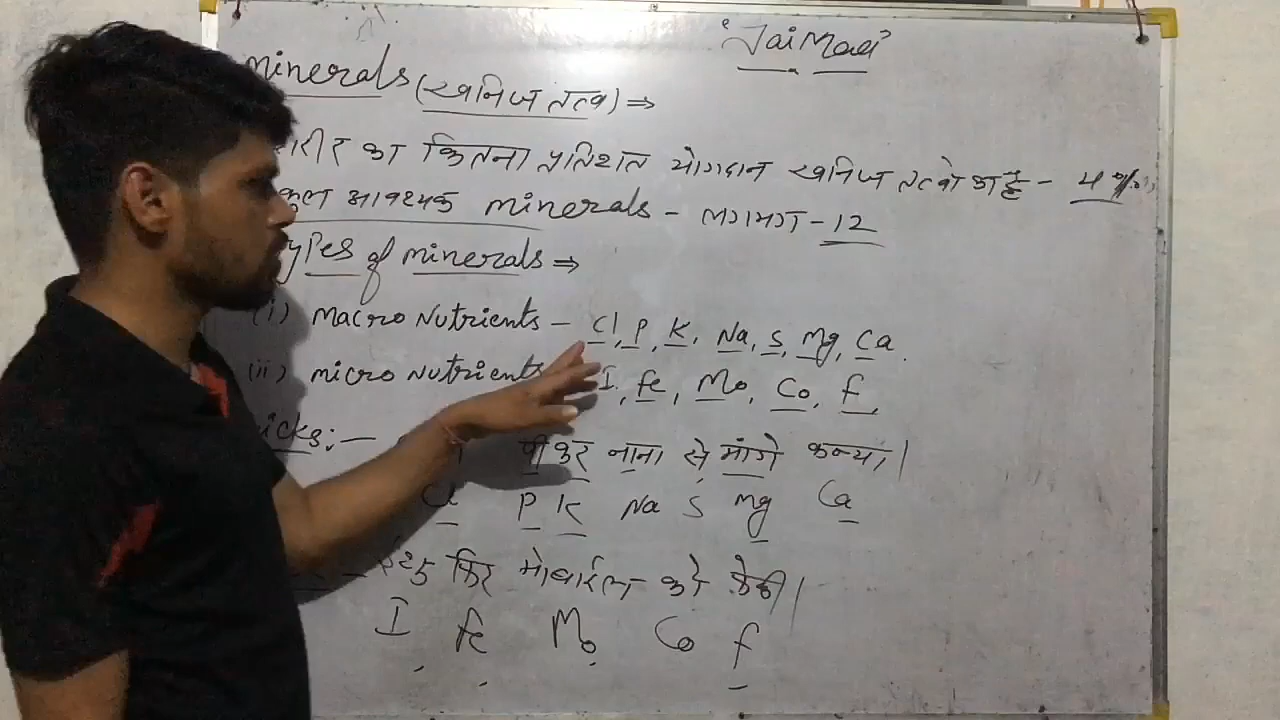 'Jai Maa'
minerals (खनिज तत्व) ⇒
शरीर का कितना प्रतिशत योगदान खनिज तत्वों का है - 4 %
कुल आवश्यक minerals - लगभग - 12
Types of minerals ⇒
(i) Macro Nutrients - Cl, P, K, Na, S, Mg, Ca.
(ii) micro Nutrients I, Fe, Mo, Co, F,
icks :- पीकर नाना से मांगे कन्या।
Cl P K Na S Mg Ca
फिर मोबाईल को फेकी।
I Fe Mo Co F